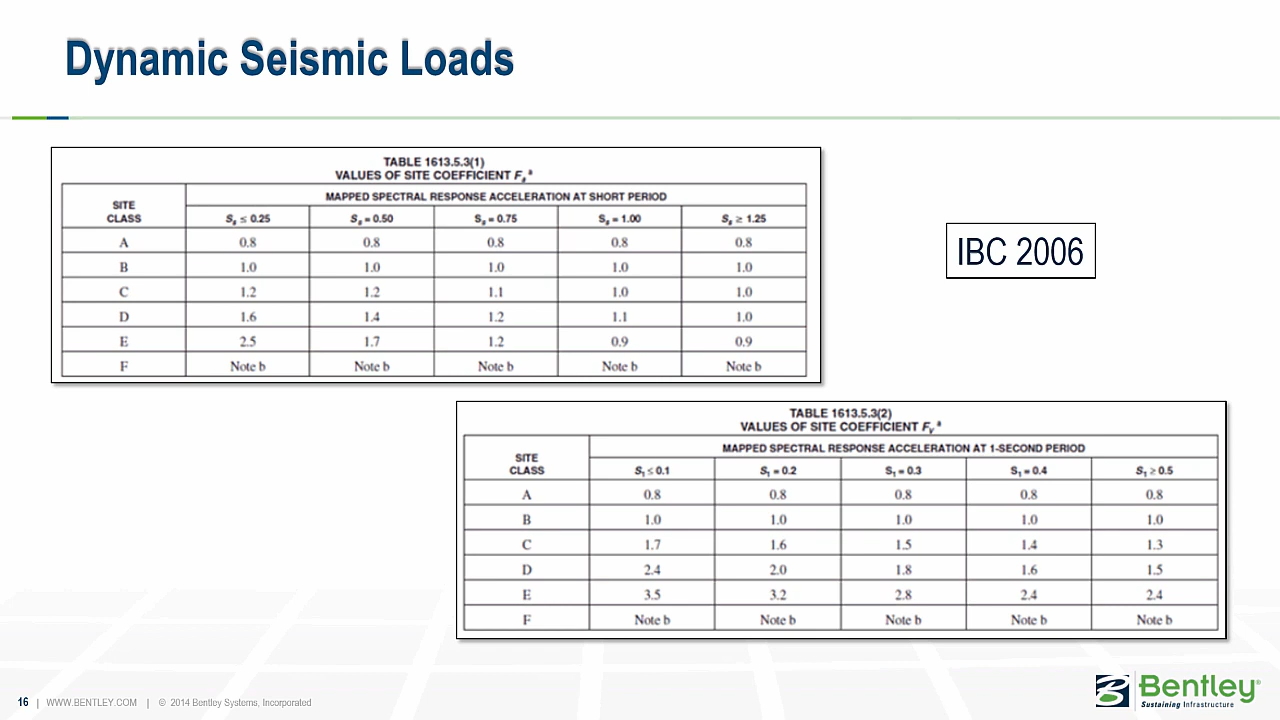 Dynamic Seismic Loads
TABLE 1613.5.3(1)
VALUES OF SITE COEFFICIENT Fa a
SITE CLASS | MAPPED SPECTRAL RESPONSE ACCELERATION AT SHORT PERIOD
Ss ≤ 0.25 | Ss = 0.50 | Ss = 0.75 | Ss = 1.00 | Ss ≥ 1.25
A | 0.8 | 0.8 | 0.8 | 0.8 | 0.8
B | 1.0 | 1.0 | 1.0 | 1.0 | 1.0
C | 1.2 | 1.2 | 1.1 | 1.0 | 1.0
D | 1.6 | 1.4 | 1.2 | 1.1 | 1.0
E | 2.5 | 1.7 | 1.2 | 0.9 | 0.9
F | Note b | Note b | Note b | Note b | Note b
IBC 2006
TABLE 1613.5.3(2)
VALUES OF SITE COEFFICIENT FV a
SITE CLASS | MAPPED SPECTRAL RESPONSE ACCELERATION AT 1-SECOND PERIOD
S1 ≤ 0.1 | S1 = 0.2 | S1 = 0.3 | S1 = 0.4 | S1 ≥ 0.5
A | 0.8 | 0.8 | 0.8 | 0.8 | 0.8
B | 1.0 | 1.0 | 1.0 | 1.0 | 1.0
C | 1.7 | 1.6 | 1.5 | 1.4 | 1.3
D | 2.4 | 2.0 | 1.8 | 1.6 | 1.5
E | 3.5 | 3.2 | 2.8 | 2.4 | 2.4
F | Note b | Note b | Note b | Note b | Note b
16 | WWW.BENTLEY.COM | © 2014 Bentley Systems, Incorporated
Bentley®
Sustaining Infrastructure